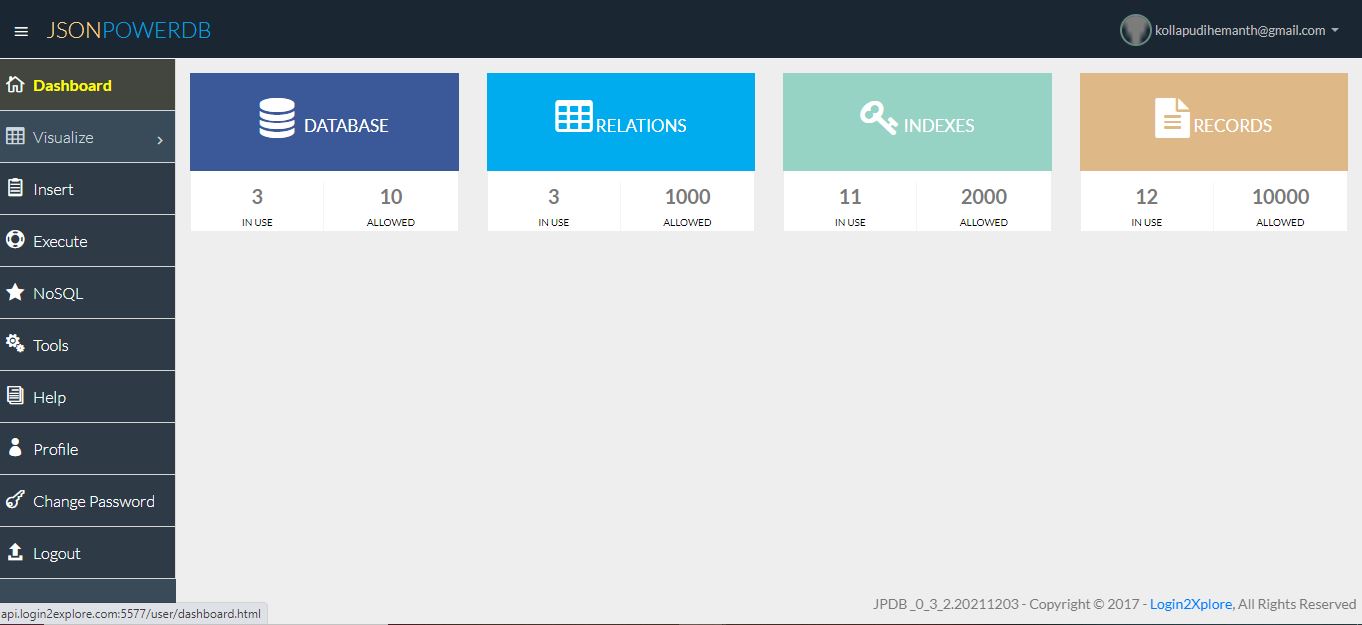 JSONPOWERDB
kollapudihemanth@gmail.com
Dashboard
Visualize
Insert
Execute
NoSQL
Tools
Help
Profile
Change Password
Logout
DATABASE
3
IN USE
10
ALLOWED
RELATIONS
3
IN USE
1000
ALLOWED
INDEXES
11
IN USE
2000
ALLOWED
RECORDS
12
IN USE
10000
ALLOWED
JPDB_0_3_2.20211203 - Copyright © 2017 - Login2Xplore, All Rights Reserved
api.login2explore.com:5577/user/dashboard.html